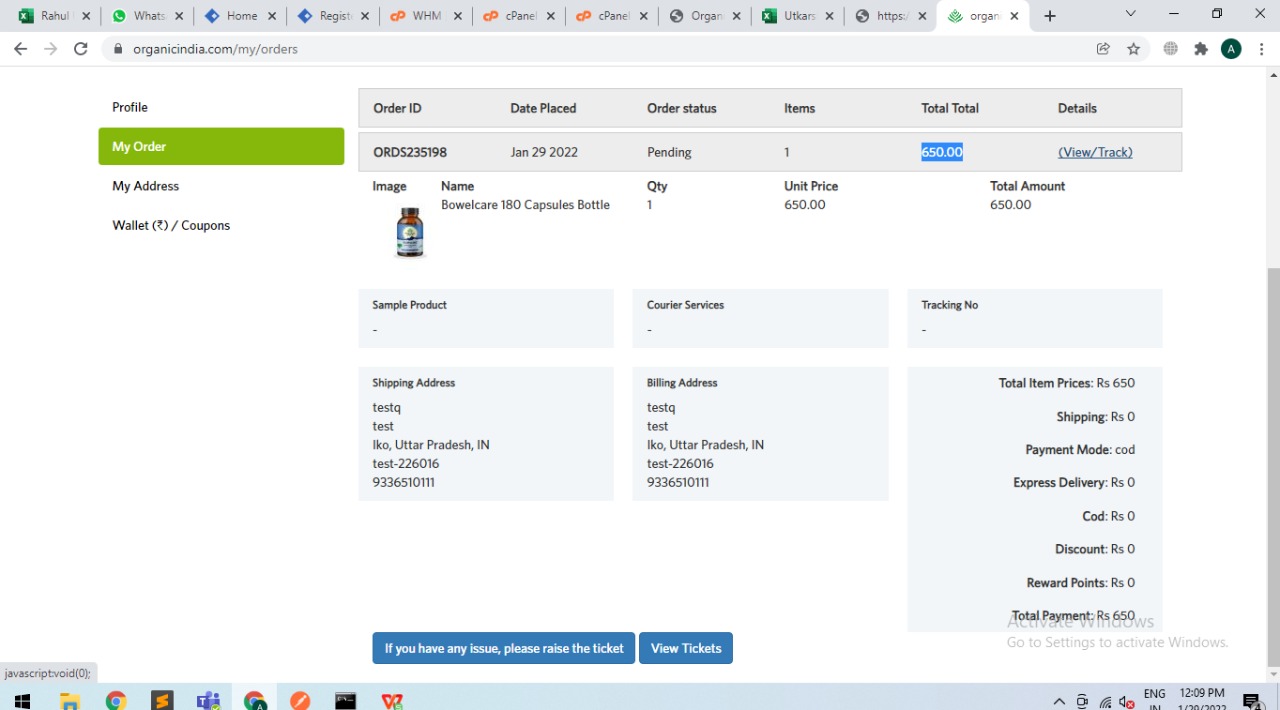 Rahul
Whats
Home
Regist
WHM
cPanel
cPanel
Organ
Utkars
https:/
organ
organicindia.com/my/orders
A
Profile
My Order
My Address
Wallet (₹) / Coupons
Order ID Date Placed Order status Items Total Total Details
ORDS235198 Jan 29 2022 Pending 1 650.00 (View/Track)
Image Name Qty Unit Price Total Amount
Bowelcare 180 Capsules Bottle 1 650.00 650.00
Sample Product Courier Services Tracking No
- - -
Shipping Address
testq
test
lko, Uttar Pradesh, IN
test-226016
9336510111
Billing Address
testq
test
lko, Uttar Pradesh, IN
test-226016
9336510111
Total Item Prices: Rs 650
Shipping: Rs 0
Payment Mode: cod
Express Delivery: Rs 0
Cod: Rs 0
Discount: Rs 0
Reward Points: Rs 0
Total Payment: Rs 650
Activate Windows
Go to Settings to activate Windows.
If you have any issue, please raise the ticket View Tickets
javascript:void(0);
ENG 12:09 PM
IN 1/29/2022